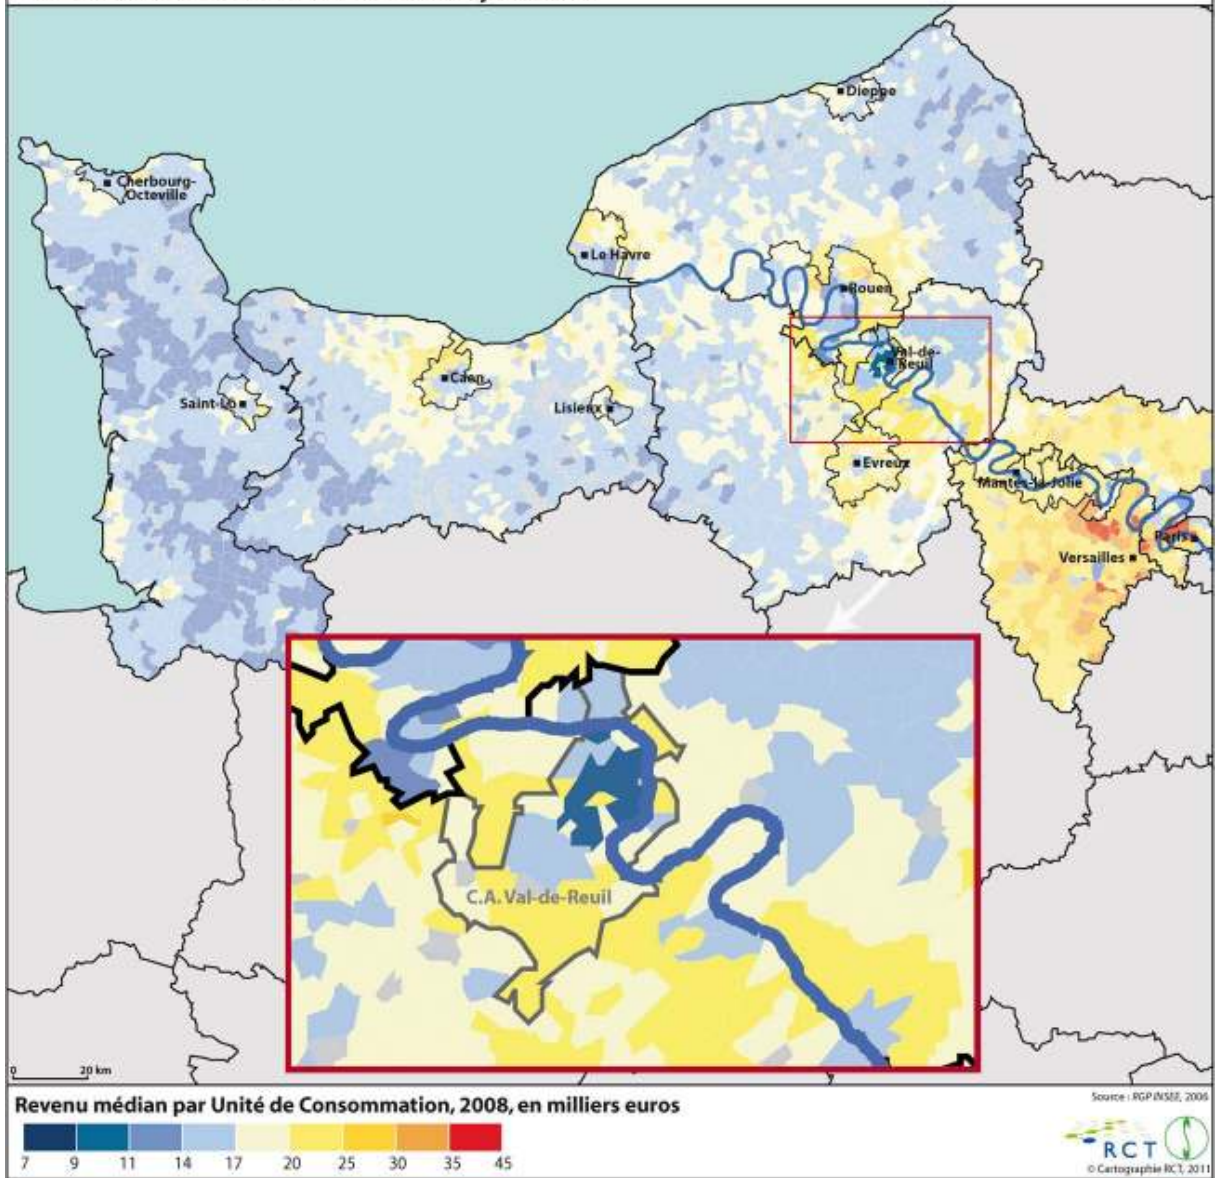 Dieppe
Cherbourg-
Octeville
Le Havre
Rouen
Val-de-
Reuil
Caen
Saint-Lô
Lisieux
Evreux
Mantes-la-Jolie
Paris
Versailles
C.A. Val-de-Reuil
0 20 km
Revenu médian par Unité de Consommation, 2008, en milliers euros
7 9 11 14 17 20 25 30 35 45
Source : RGP INSEE, 2006
RCT
© Cartographie RCT, 2011